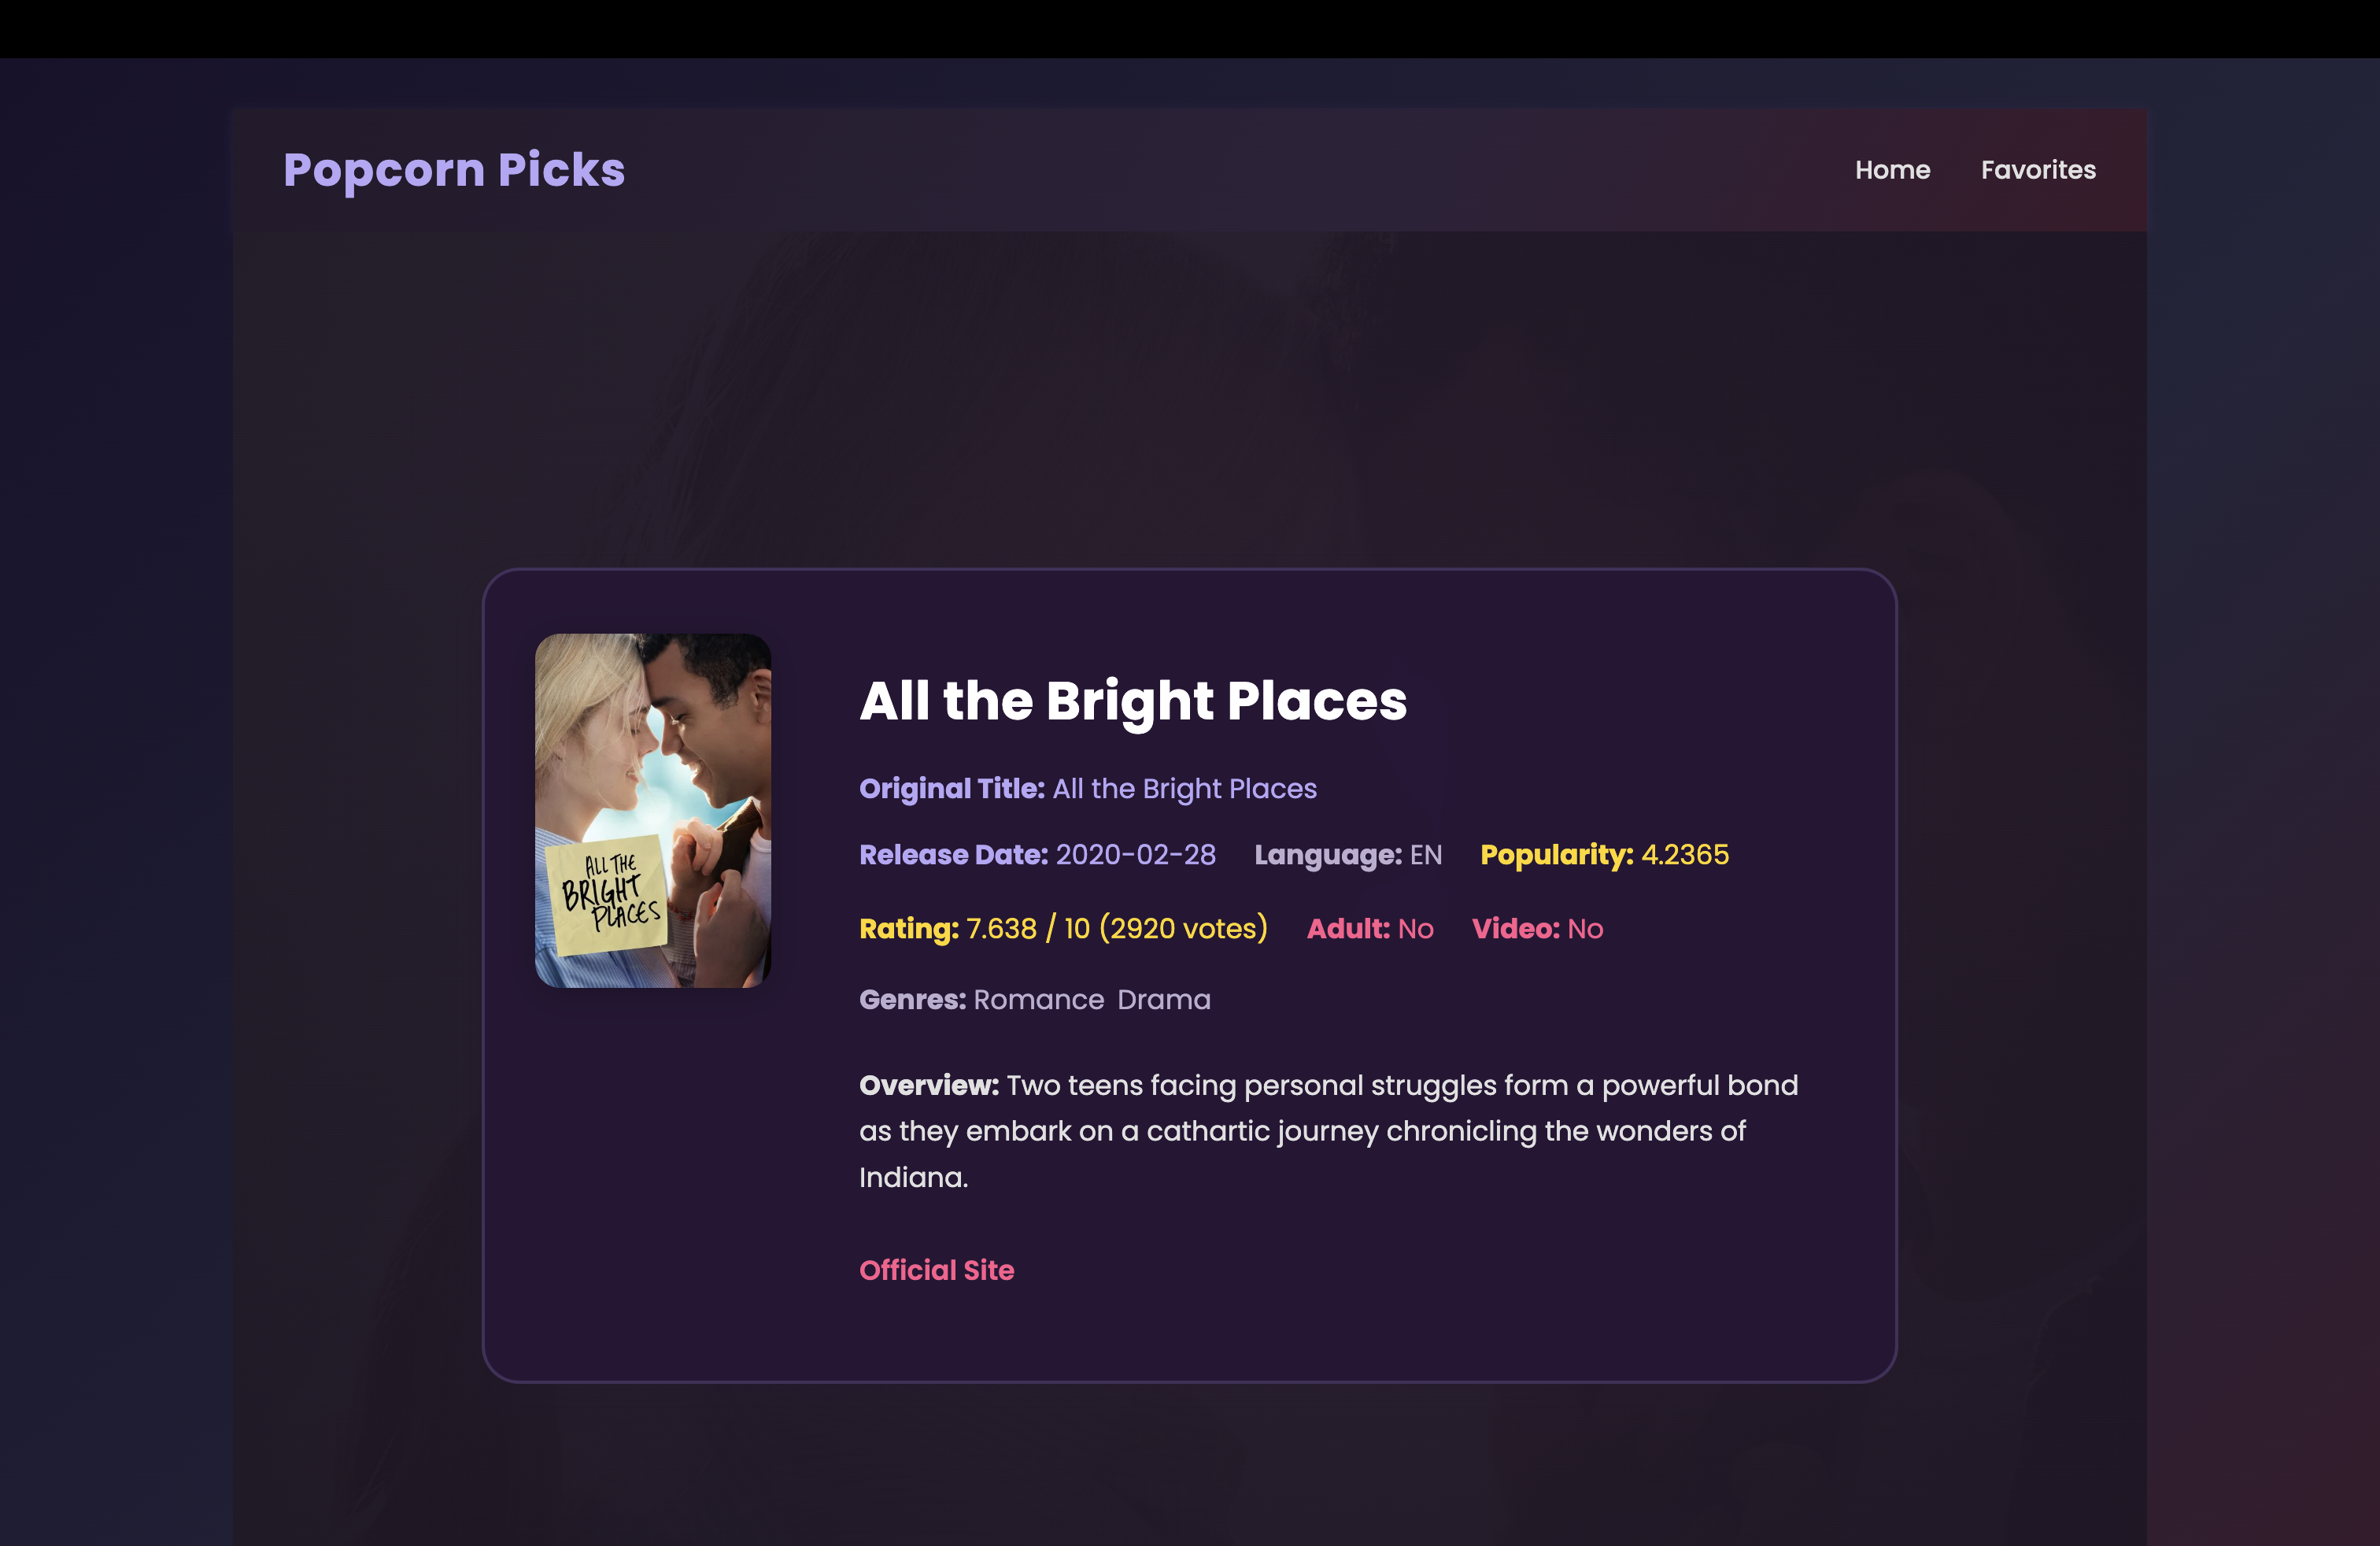 Popcorn Picks
Home Favorites
All the Bright Places
Original Title: All the Bright Places
Release Date: 2020-02-28 Language: EN Popularity: 4.2365
Rating: 7.638 / 10 (2920 votes) Adult: No Video: No
Genres: Romance Drama
Overview: Two teens facing personal struggles form a powerful bond
as they embark on a cathartic journey chronicling the wonders of
Indiana.
Official Site
ALL THE
BRIGHT
PLACES